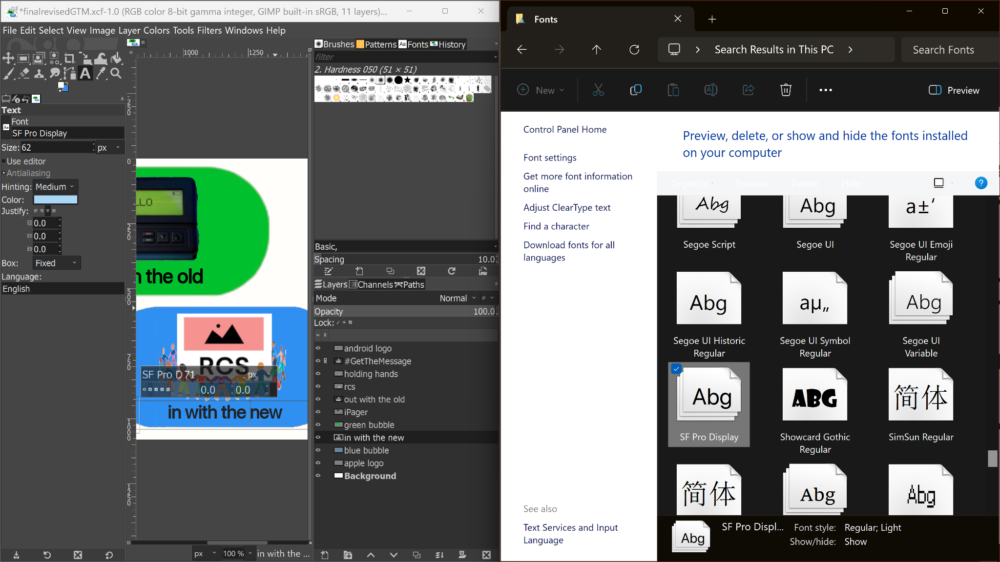 *finalrevisedGTM.xcf-1.0 (RGB color 8-bit gamma integer, GIMP built-in sRGB, 11 layers)...
File Edit Select View Image Layer Colors Tools Filters Windows Help
Text
Font
Aa
SF Pro Display
Size: 62
px
Use editor
Antialiasing
Hinting: Medium
Color:
Justify:
0.0
0.0
0.0
Box: Fixed
Language:
English
1000
1250
250
0
250
500
750
1000
1250
LLO
n the old
RCS
SF Pro D 71
px
0.0
0.0
in with the new
px
100 %
in with the ...
Brushes
Patterns
Aa Fonts
History
filter
2. Hardness 050 (51 × 51)
Basic,
Spacing 10.0
Layers
Channels
Paths
Mode Normal
Opacity 100.0
Lock:
android logo
#GetTheMessage
holding hands
rcs
out with the old
iPager
green bubble
in with the new
blue bubble
apple logo
Background
Fonts
Search Results in This PC
Search Fonts
New
Preview
Control Panel Home
Font settings
Get more font information
online
Adjust ClearType text
Find a character
Download fonts for all
languages
See also
Text Services and Input
Language
Preview, delete, or show and hide the fonts installed
on your computer
Organize
Preview
Delete
Hide
?
Abg
Abg
a±‘
Segoe Script
Segoe UI
Segoe UI Emoji
Regular
Abg
aµ„
Abg
Segoe UI Historic
Regular
Segoe UI Symbol
Regular
Segoe UI
Variable
Abg
ABG
简体
SF Pro Display
Showcard Gothic
Regular
SimSun Regular
简体
Abg
Abg
Abg
SF Pro Displ...
Font style: Regular; Light
Show/hide: Show